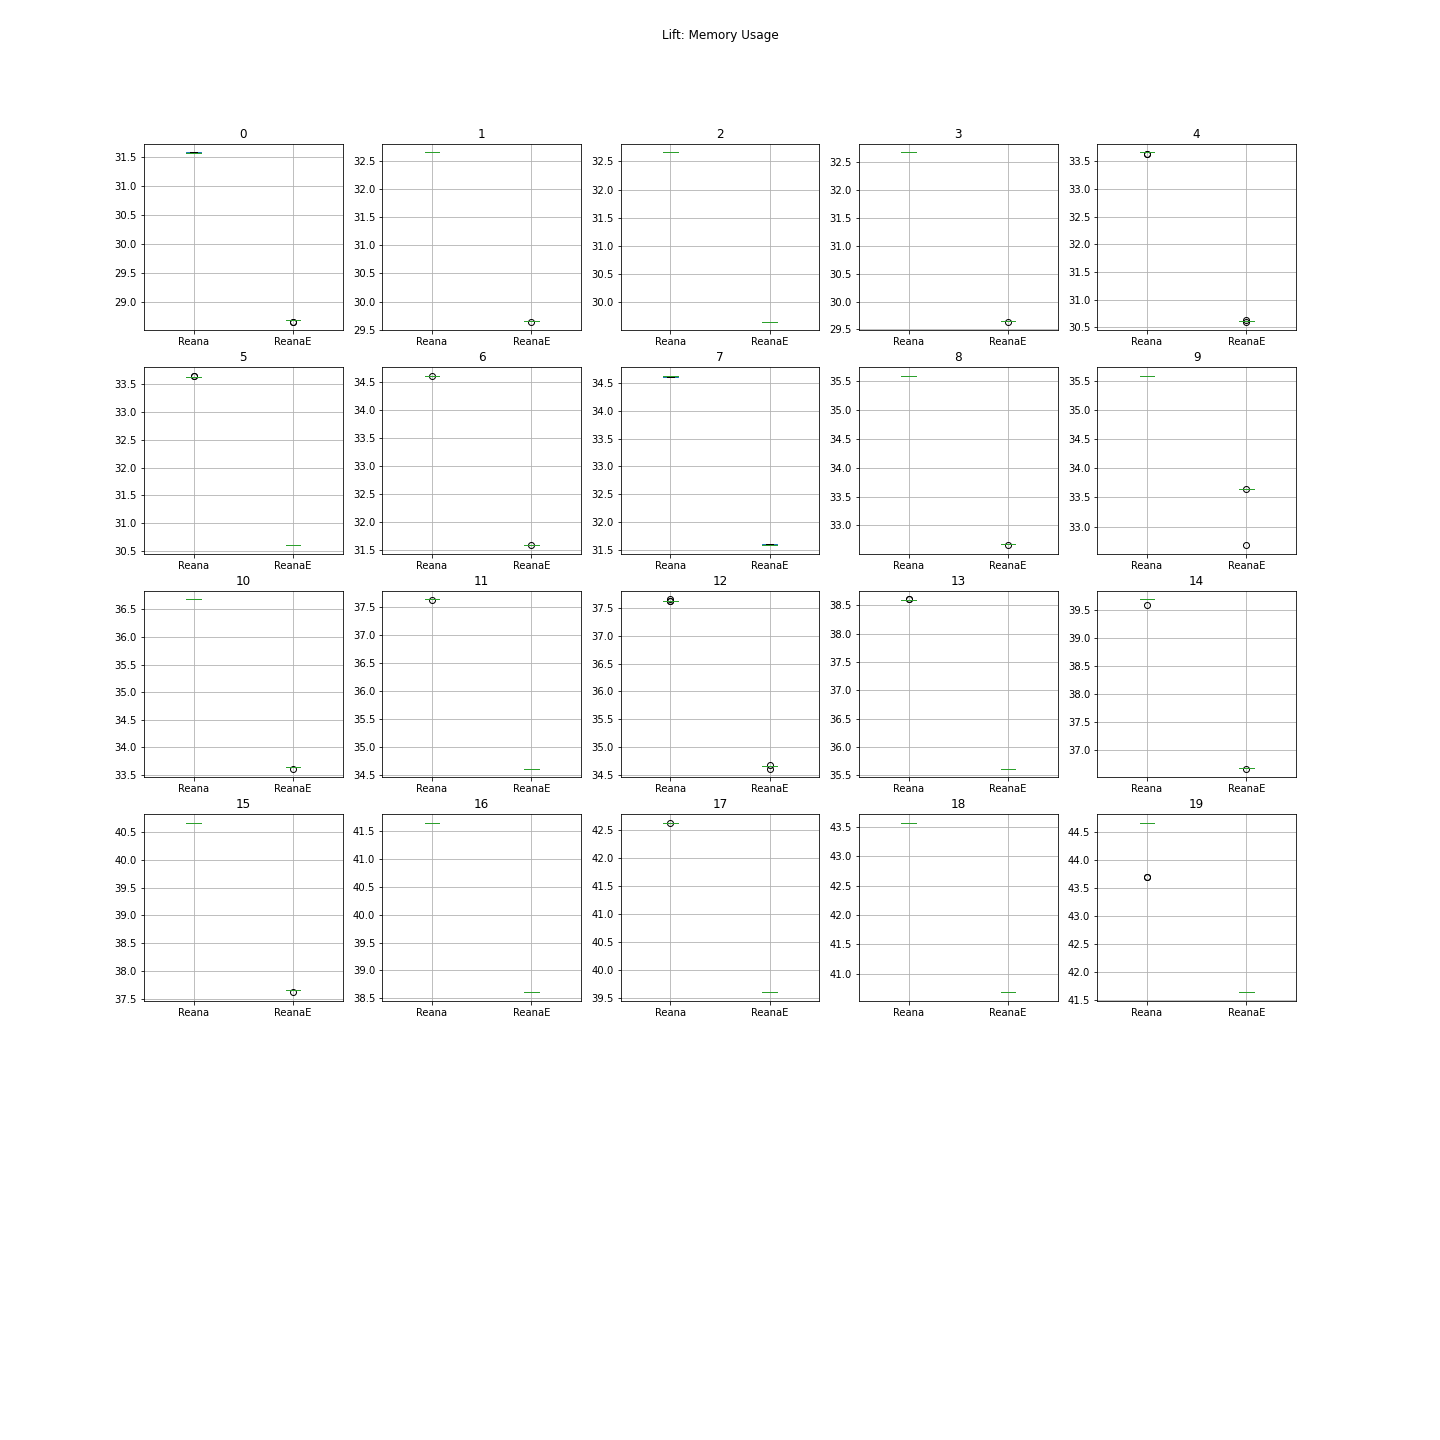 Lift: Memory Usage
0 1 2 3 4
31.5 32.5 32.5 32.5 33.5
31.0 32.0 32.0 32.0 33.0
30.5 31.5 31.5 31.5 32.5
30.0 31.0 31.0 31.0 32.0
29.5 30.5 30.5 30.5 31.5
29.0 30.0 30.0 30.0 31.0
29.5 29.5 30.5
Reana ReanaE Reana ReanaE Reana ReanaE Reana ReanaE Reana ReanaE
5 6 7 8 9
33.5 34.5 34.5 35.5 35.5
33.0 34.0 34.0 35.0 35.0
32.5 33.5 33.5 34.5 34.5
32.0 33.0 33.0 34.0 34.0
31.5 32.5 32.5 33.5 33.5
31.0 32.0 32.0 33.0 33.0
30.5 31.5 31.5
Reana ReanaE Reana ReanaE Reana ReanaE Reana ReanaE Reana ReanaE
10 11 12 13 14
36.5 37.5 37.5 38.5 39.5
36.0 37.0 37.0 38.0 39.0
35.5 36.5 36.5 37.5 38.5
35.0 36.0 36.0 37.0 38.0
34.5 35.5 35.5 36.5 37.5
34.0 35.0 35.0 36.0 37.0
33.5 34.5 34.5 35.5
Reana ReanaE Reana ReanaE Reana ReanaE Reana ReanaE Reana ReanaE
15 16 17 18 19
40.5 41.5 42.5 43.5 44.5
40.0 41.0 42.0 43.0 44.0
39.5 40.5 41.5 42.5 43.5
39.0 40.0 41.0 42.0 43.0
38.5 39.5 40.5 41.5 42.5
38.0 39.0 40.0 41.0 42.0
37.5 38.5 39.5 41.5
Reana ReanaE Reana ReanaE Reana ReanaE Reana ReanaE Reana ReanaE